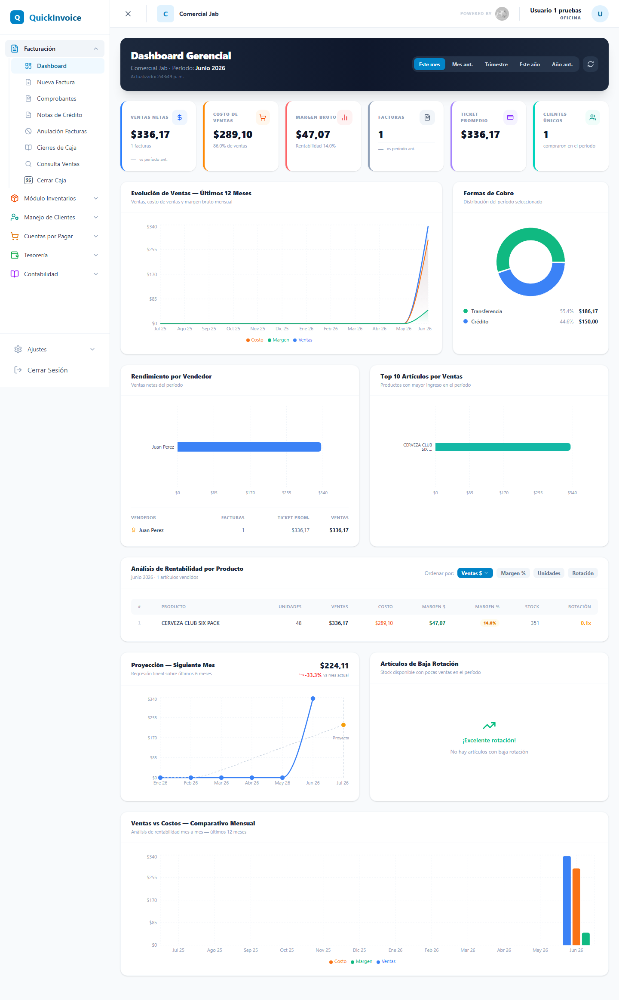 Q QuickInvoice
Facturación
Dashboard
Nueva Factura
Comprobantes
Notas de Crédito
Anulación Facturas
Cierres de Caja
Consulta Ventas
$$ Cerrar Caja
Módulo Inventarios
Manejo de Clientes
Cuentas por Pagar
Tesorería
Contabilidad
Ajustes
Cerrar Sesión
C Comercial Jab
POWERED BY
Usuario 1 pruebas
OFICINA
U
Dashboard Gerencial
Comercial Jab · Período: Junio 2026
Actualizado: 2:43:49 p. m.
Este mes Mes ant. Trimestre Este año Año ant.
VENTAS NETAS
$336,17
1 facturas
— vs período ant.
COSTO DE
VENTAS
$289,10
86.0% de ventas
MARGEN BRUTO
$47,07
Rentabilidad 14.0%
FACTURAS
1
— vs período ant.
TICKET
PROMEDIO
$336,17
CLIENTES
ÚNICOS
1
compraron en el período
Evolución de Ventas — Últimos 12 Meses
Ventas, costo de ventas y margen bruto mensual
$340
$255
$170
$85
$0
Jul 25 Ago 25 Sep 25 Oct 25 Nov 25 Dic 25 Ene 26 Feb 26 Mar 26 Abr 26 May 26 Jun 26
Costo Margen Ventas
Formas de Cobro
Distribución del período seleccionado
Transferencia 55.4% $186,17
Crédito 44.6% $150,00
Rendimiento por Vendedor
Ventas netas del período
Juan Perez
$0 $85 $170 $255 $340
VENDEDOR FACTURAS TICKET PROM. VENTAS
Juan Perez 1 $336,17 $336,17
Top 10 Artículos por Ventas
Productos con mayor ingreso en el período
CERVEZA CLUB
SIX ...
$0 $85 $170 $255 $340
Análisis de Rentabilidad por Producto
junio 2026 · 1 artículos vendidos
Ordenar por: Ventas $ Margen % Unidades Rotación
# PRODUCTO UNIDADES VENTAS COSTO MARGEN $ MARGEN % STOCK ROTACIÓN
1 CERVEZA CLUB SIX PACK 48 $336,17 $289,10 $47,07 14.0% 351 0.1x
Proyección — Siguiente Mes
Regresión lineal sobre últimos 6 meses
$224,11
-33.3% vs mes actual
$340
$255
$170
$85
$0
Proyecta
Ene 26 Feb 26 Mar 26 Abr 26 May 26 Jun 26 Jul 26
Artículos de Baja Rotación
Stock disponible con pocas ventas en el período
¡Excelente rotación!
No hay artículos con baja rotación
Ventas vs Costos — Comparativo Mensual
Análisis de rentabilidad mes a mes — últimos 12 meses
$340
$255
$170
$85
$0
Jul 25 Ago 25 Sep 25 Oct 25 Nov 25 Dic 25 Ene 26 Feb 26 Mar 26 Abr 26 May 26 Jun 26
Costo Margen Ventas